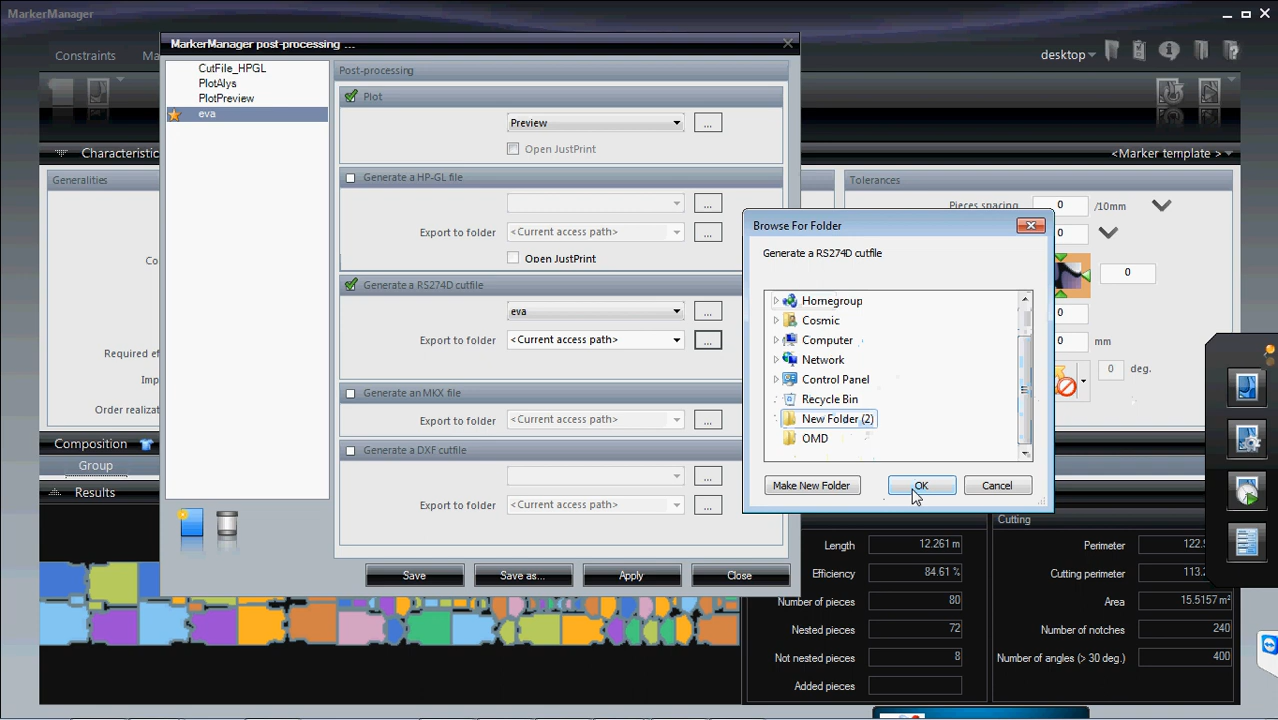 MarkerManager
MarkerManager post-processing ...
Constraints
desktop
CutFile_HPGL
PlotAlys
PlotPreview
eva
Post-processing
Plot
Preview
...
Open JustPrint
Generate a HP-GL file
...
Export to folder
<Current access path>
...
Open JustPrint
Generate a RS274D cutfile
eva
...
Export to folder
<Current access path>
...
Generate an MKX file
Export to folder
<Current access path>
...
Generate a DXF cutfile
...
Export to folder
<Current access path>
...
Save
Save as...
Apply
Close
Characteristic
<Marker template >
Generalities
Tolerances
Pieces spacing
0
/10mm
0
0
0
0
mm
0
deg.
Browse For Folder
Generate a RS274D cutfile
Homegroup
Cosmic
Computer
Network
Control Panel
Recycle Bin
New Folder (2)
OMD
Make New Folder
OK
Cancel
Co
Required ef
Imp
Order realizat
Composition
Group
Results
Length
12.261 m
Efficiency
84.61 %
Number of pieces
80
Nested pieces
72
Not nested pieces
8
Added pieces
Cutting
Perimeter
122.
Cutting perimeter
113.
Area
15.5157 m²
Number of notches
240
Number of angles (> 30 deg.)
400